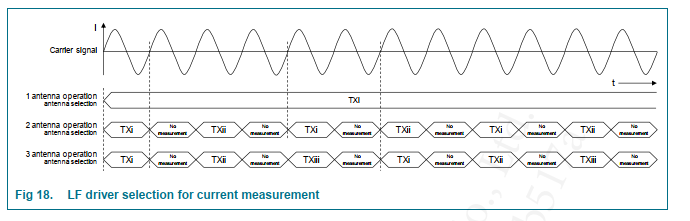 I
Carrier signal
t
1 antenna operation
antenna selection
TXi
2 antenna operation
antenna selection
TXi No measurement TXii No measurement TXi No measurement TXii No measurement TXi No measurement TXii No measurement
3 antenna operation
antenna selection
TXi No measurement TXii No measurement TXiii No measurement TXi No measurement TXii No measurement TXiii No measurement
Fig 18. LF driver selection for current measurement